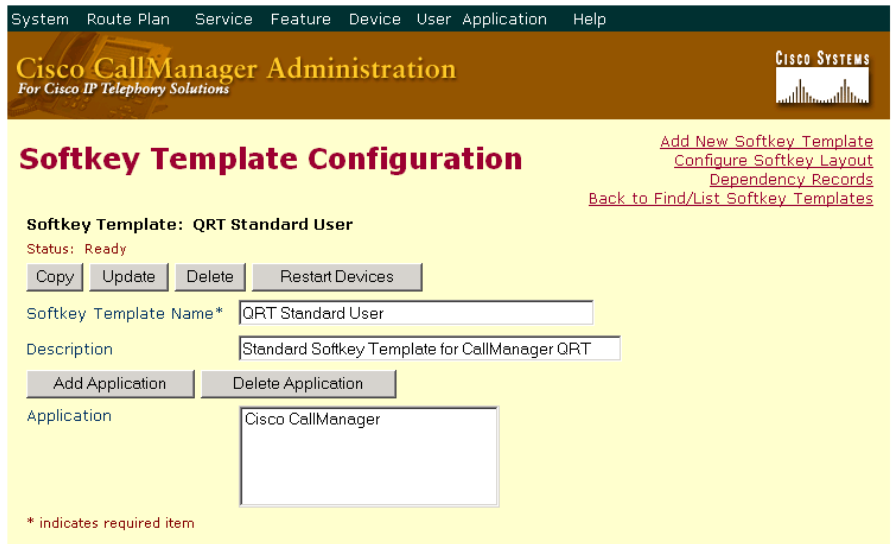 System Route Plan Service Feature Device User Application Help
Cisco CallManager Administration
For Cisco IP Telephony Solutions
CISCO SYSTEMS
Softkey Template Configuration
Add New Softkey Template
Configure Softkey Layout
Dependency Records
Back to Find/List Softkey Templates
Softkey Template: QRT Standard User
Status: Ready
Copy Update Delete Restart Devices
Softkey Template Name* QRT Standard User
Description Standard Softkey Template for CallManager QRT
Add Application Delete Application
Application Cisco CallManager
* indicates required item